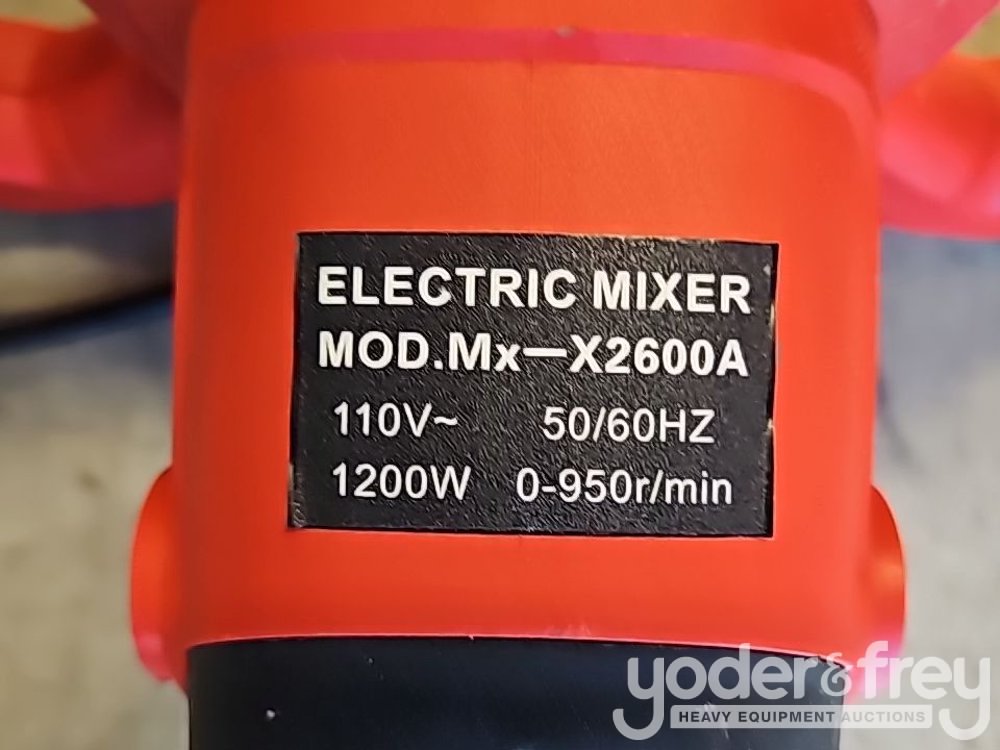 ELECTRIC MIXER
MOD.Mx—X2600A
110V~ 50/60HZ
1200W 0-950r/min
yoder&frey
HEAVY EQUIPMENT AUCTIONS